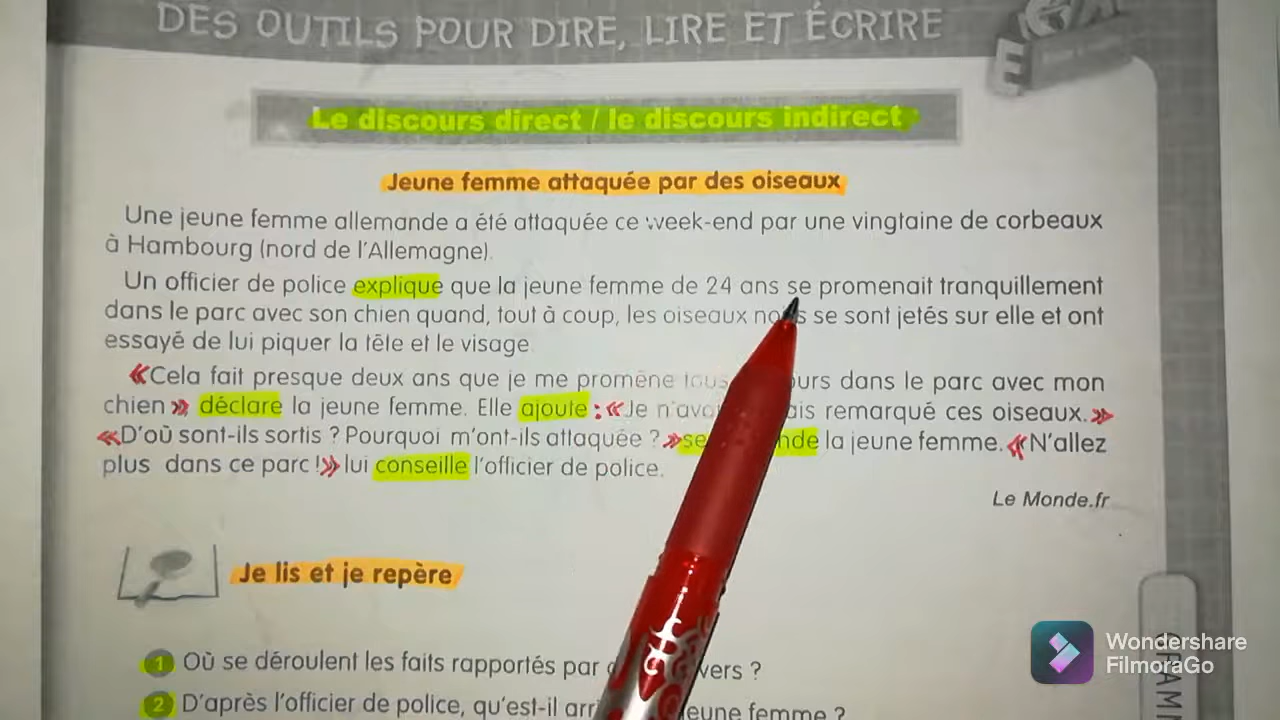 DES OUTILS POUR DIRE, LIRE ET ÉCRIRE
E
Le discours direct / le discours indirect
Jeune femme attaquée par des oiseaux
Une jeune femme allemande a été attaquée ce week-end par une vingtaine de corbeaux
à Hambourg (nord de l'Allemagne).
Un officier de police explique que la jeune femme de 24 ans se promenait tranquillement
dans le parc avec son chien quand, tout à coup, les oiseaux se sont jetés sur elle et ont
essayé de lui piquer la tête et le visage.
«Cela fait presque deux ans que je me promène dans le parc avec mon
chien» déclare la jeune femme. Elle ajoute : «Je remarqué ces oiseaux.»
«D'où sont-ils sortis ? Pourquoi m'ont-ils attaquée ?» la jeune femme. «N'allez
plus dans ce parc !» lui conseille l'officier de police.
Le Monde.fr
Je lis et je repère
1 Où se déroulent les faits rapportés par ?
2 D'après l'officier de police, qu'est-il jeune femme ?
Wondershare
FilmoraGo